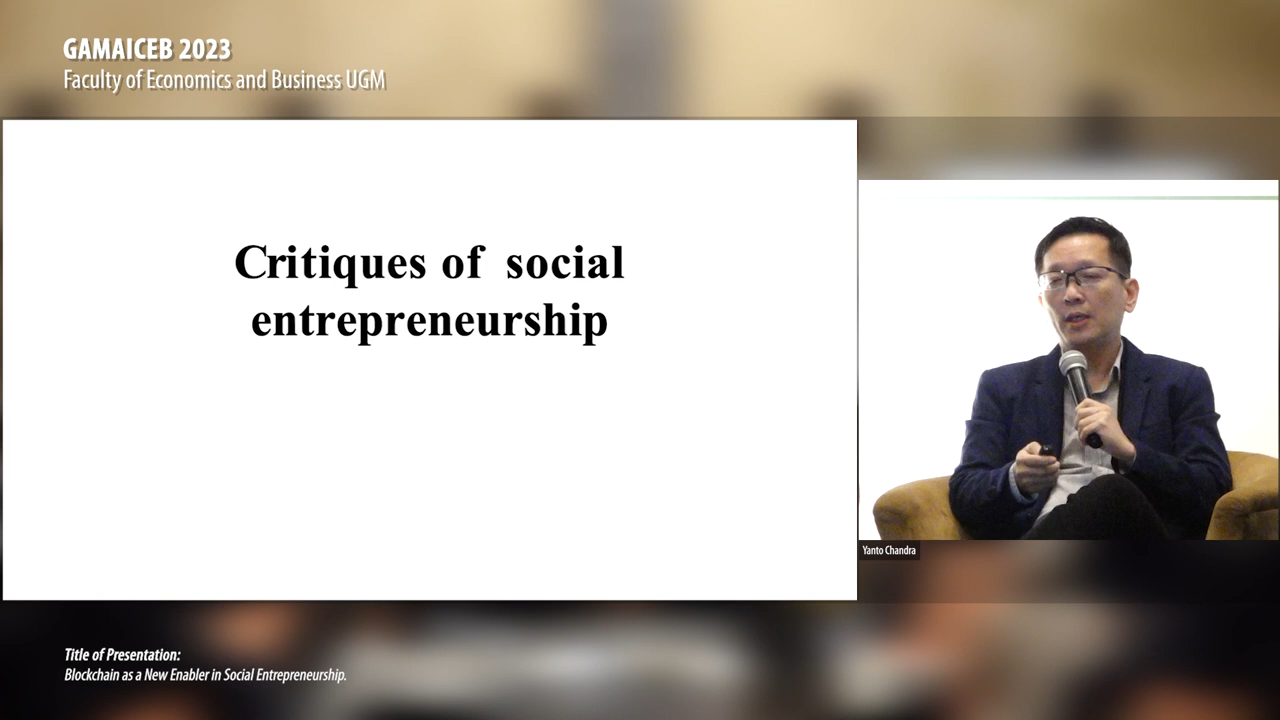 GAMAICEB 2023
Faculty of Economics and Business UGM
Critiques of social
entrepreneurship
Yanto Chandra
Title of Presentation:
Blockchain as a New Enabler in Social Entrepreneurship.